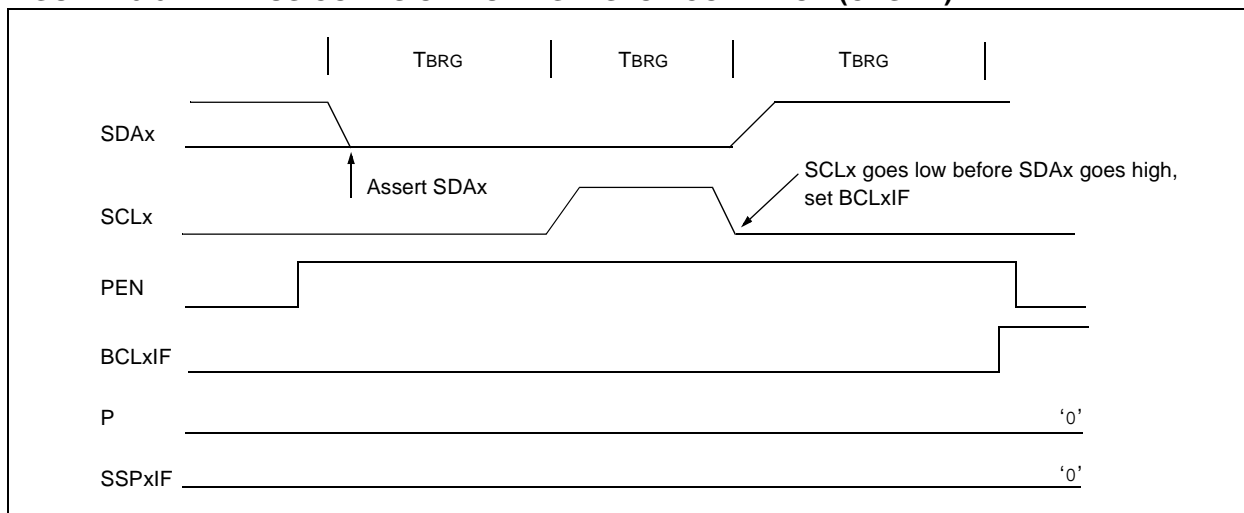 TBRG TBRG TBRG
SDAx
Assert SDAx
SCLx goes low before SDAx goes high,
set BCLxIF
SCLx
PEN
BCLxIF
P '0'
SSPxIF '0'